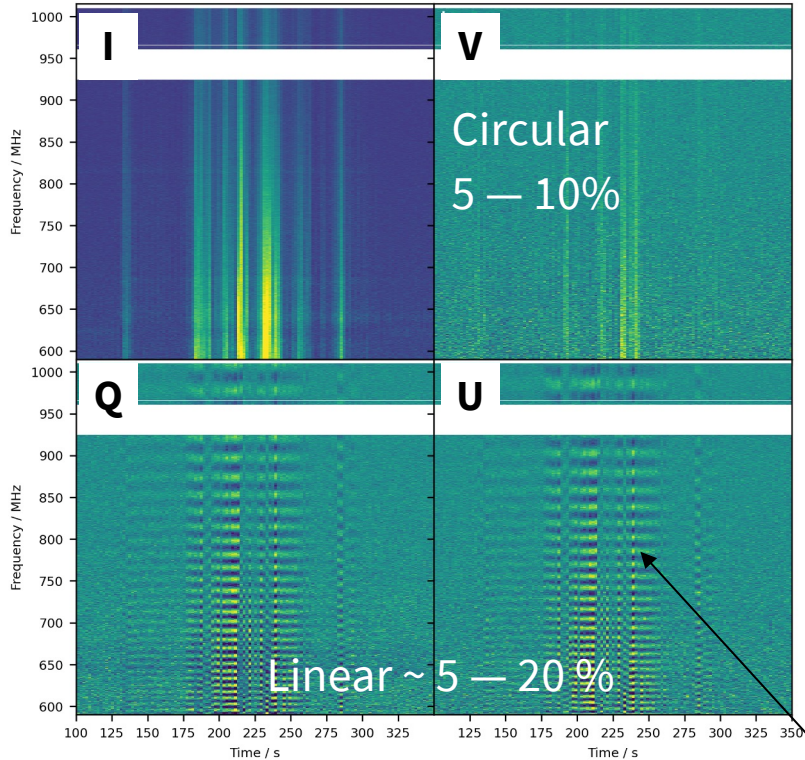 I
V
Circular
5 — 10%
1000
950
900
850
800
750
700
650
600
Frequency / MHz
Q
U
Linear ~ 5 — 20 %
1000
950
900
850
800
750
700
650
600
Frequency / MHz
100 125 150 175 200 225 250 275 300 325
100 125 150 175 200 225 250 275 300 325 350
Time / s
Time / s